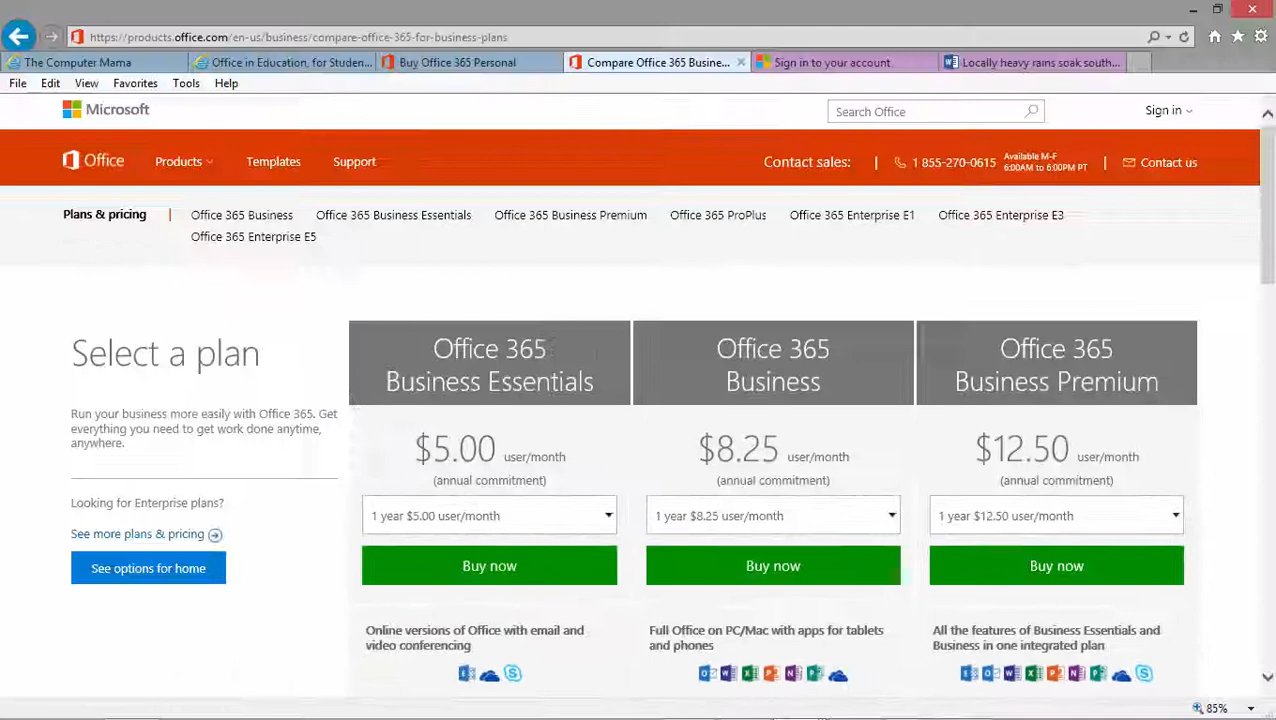 https://products.office.com/en-us/business/compare-office-365-for-business-plans
The Computer Mama
Office in Education, for Studen...
Buy Office 365 Personal
Compare Office 365 Busine...
Sign in to your account
Locally heavy rains soak south...
File Edit View Favorites Tools Help
Microsoft
Search Office
Sign in
Office
Products
Templates
Support
Contact sales:
|
1 855-270-0615
Available M-F
6:00AM to 6:00PM PT
|
Contact us
Plans & pricing | Office 365 Business Office 365 Business Essentials Office 365 Business Premium Office 365 ProPlus Office 365 Enterprise E1 Office 365 Enterprise E3
Office 365 Enterprise E5
Select a plan
Run your business more easily with Office 365. Get
everything you need to get work done anytime,
anywhere.
Looking for Enterprise plans?
See more plans & pricing
See options for home
Office 365
Business Essentials
$5.00 user/month
(annual commitment)
1 year $5.00 user/month
Buy now
Online versions of Office with email and
video conferencing
Office 365
Business
$8.25 user/month
(annual commitment)
1 year $8.25 user/month
Buy now
Full Office on PC/Mac with apps for tablets
and phones
Office 365
Business Premium
$12.50 user/month
(annual commitment)
1 year $12.50 user/month
Buy now
All the features of Business Essentials and
Business in one integrated plan
85%